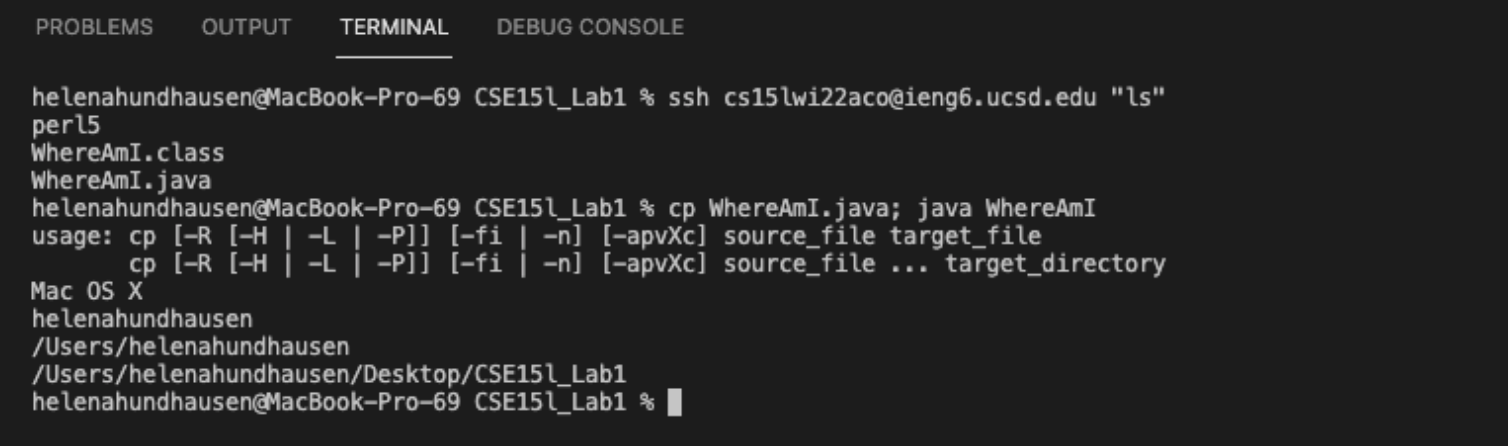 PROBLEMS OUTPUT TERMINAL DEBUG CONSOLE
helenahundhausen@MacBook-Pro-69 CSE15l_Lab1 % ssh cs15lwi22aco@ieng6.ucsd.edu "ls"
perl5
WhereAmI.class
WhereAmI.java
helenahundhausen@MacBook-Pro-69 CSE15l_Lab1 % cp WhereAmI.java; java WhereAmI
usage: cp [-R [-H | -L | -P]] [-fi | -n] [-apvXc] source_file target_file
       cp [-R [-H | -L | -P]] [-fi | -n] [-apvXc] source_file ... target_directory
Mac OS X
helenahundhausen
/Users/helenahundhausen
/Users/helenahundhausen/Desktop/CSE15l_Lab1
helenahundhausen@MacBook-Pro-69 CSE15l_Lab1 %